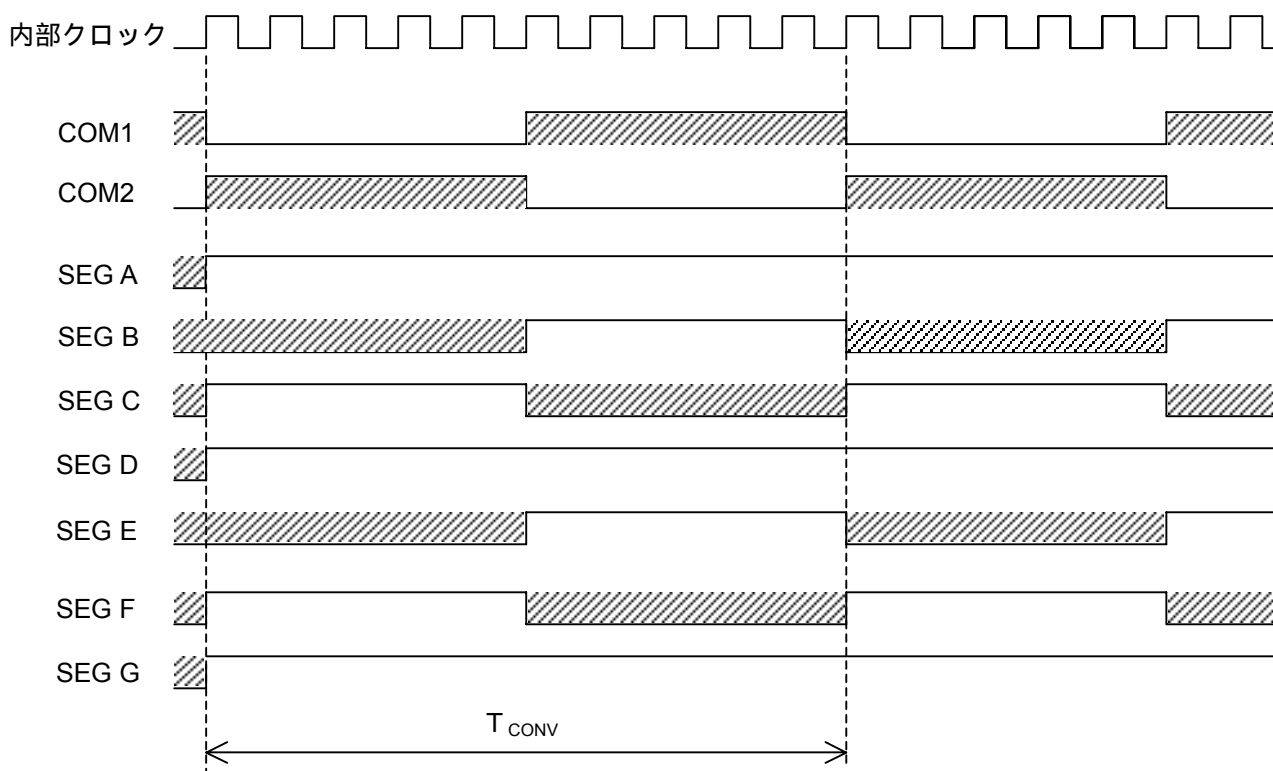 内部クロック
COM1
COM2
SEG A
SEG B
SEG C
SEG D
SEG E
SEG F
SEG G
T CONV